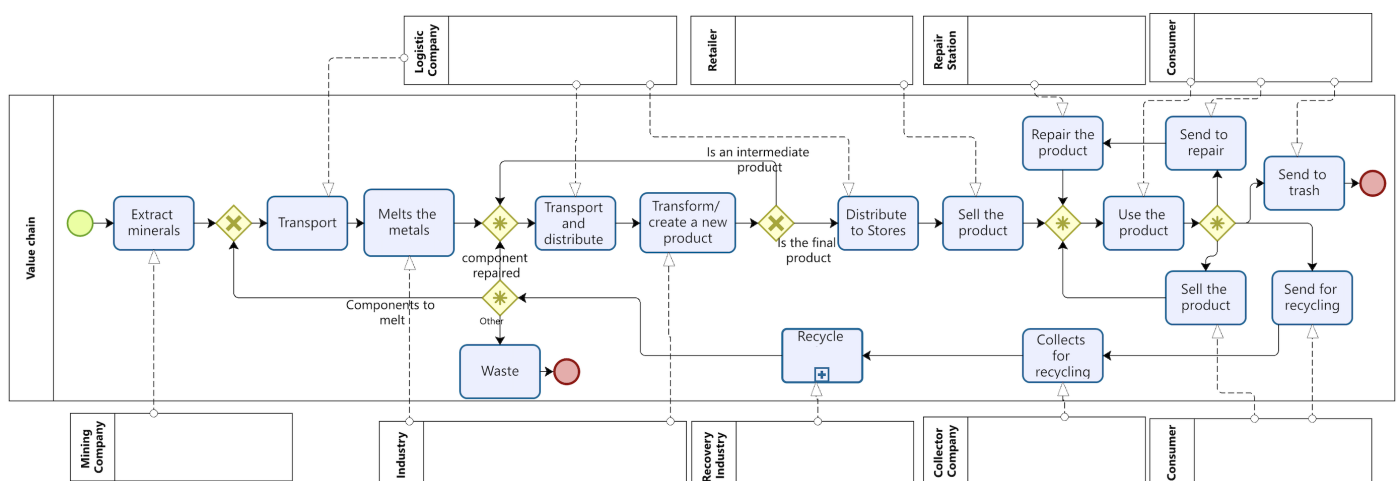 Logistic
Company
Retailer
Repair
Station
Consumer
Value chain
Extract
minerals
Transport
Melts the
metals
component
repaired
Components to
melt
Other
Waste
Transport
and
distribute
Transform/
create a new
product
Is an intermediate
product
Is the final
product
Distribute
to Stores
Sell the
product
Repair the
product
Send to
repair
Use the
product
Send to
trash
Sell the
product
Send for
recycling
Collects
for
recycling
Recycle
Mining
Company
Industry
Recovery
Industry
Collector
Company
Consumer